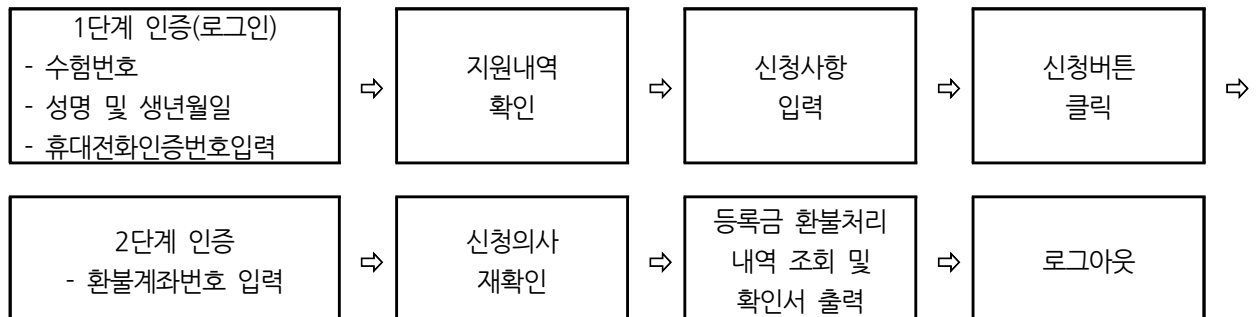 1단계 인증(로그인)
- 수험번호
- 성명 및 생년월일
- 휴대전화인증번호입력
⇨
지원내역
확인
⇨
신청사항
입력
⇨
신청버튼
클릭
⇨
2단계 인증
- 환불계좌번호 입력
⇨
신청의사
재확인
⇨
등록금 환불처리
내역 조회 및
확인서 출력
⇨
로그아웃